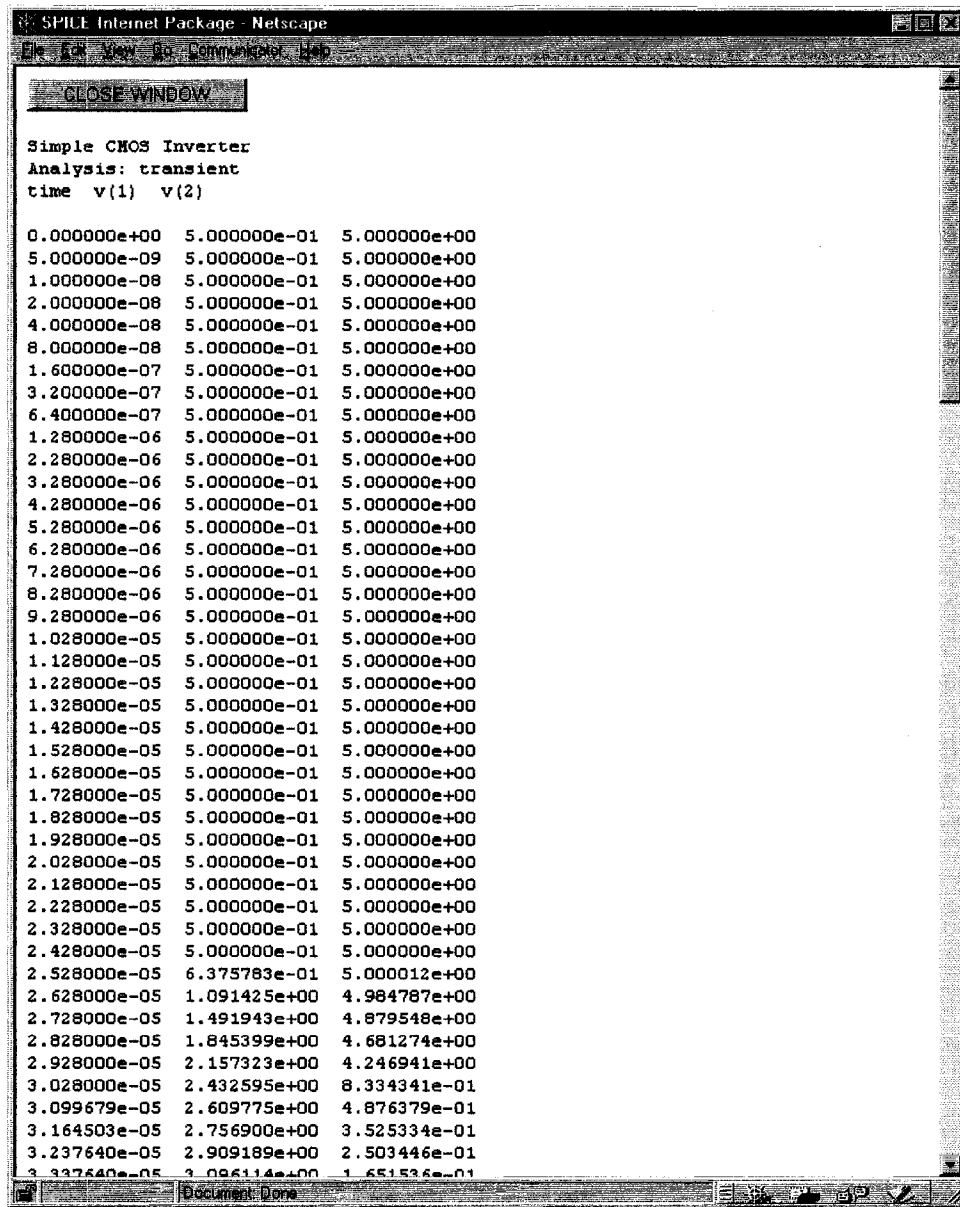 SPICE Internet Package - Netscape
File Edit View Go Communicator Help
CLOSE WINDOW
Simple CMOS Inverter
Analysis: transient
time v(1) v(2)
0.000000e+00 5.000000e-01 5.000000e+00
5.000000e-09 5.000000e-01 5.000000e+00
1.000000e-08 5.000000e-01 5.000000e+00
2.000000e-08 5.000000e-01 5.000000e+00
4.000000e-08 5.000000e-01 5.000000e+00
8.000000e-08 5.000000e-01 5.000000e+00
1.600000e-07 5.000000e-01 5.000000e+00
3.200000e-07 5.000000e-01 5.000000e+00
6.400000e-07 5.000000e-01 5.000000e+00
1.280000e-06 5.000000e-01 5.000000e+00
2.280000e-06 5.000000e-01 5.000000e+00
3.280000e-06 5.000000e-01 5.000000e+00
4.280000e-06 5.000000e-01 5.000000e+00
5.280000e-06 5.000000e-01 5.000000e+00
6.280000e-06 5.000000e-01 5.000000e+00
7.280000e-06 5.000000e-01 5.000000e+00
8.280000e-06 5.000000e-01 5.000000e+00
9.280000e-06 5.000000e-01 5.000000e+00
1.028000e-05 5.000000e-01 5.000000e+00
1.128000e-05 5.000000e-01 5.000000e+00
1.228000e-05 5.000000e-01 5.000000e+00
1.328000e-05 5.000000e-01 5.000000e+00
1.428000e-05 5.000000e-01 5.000000e+00
1.528000e-05 5.000000e-01 5.000000e+00
1.628000e-05 5.000000e-01 5.000000e+00
1.728000e-05 5.000000e-01 5.000000e+00
1.828000e-05 5.000000e-01 5.000000e+00
1.928000e-05 5.000000e-01 5.000000e+00
2.028000e-05 5.000000e-01 5.000000e+00
2.128000e-05 5.000000e-01 5.000000e+00
2.228000e-05 5.000000e-01 5.000000e+00
2.328000e-05 5.000000e-01 5.000000e+00
2.428000e-05 5.000000e-01 5.000000e+00
2.528000e-05 6.375783e-01 5.000012e+00
2.628000e-05 1.091425e+00 4.984787e+00
2.728000e-05 1.491943e+00 4.879548e+00
2.828000e-05 1.845399e+00 4.681274e+00
2.928000e-05 2.157323e+00 4.246941e+00
3.028000e-05 2.432595e+00 8.334341e-01
3.099679e-05 2.609775e+00 4.876379e-01
3.164503e-05 2.756900e+00 3.525334e-01
3.237640e-05 2.909189e+00 2.503446e-01
3.337640e-05 3.096114e+00 1.651536e-01
Document: Done